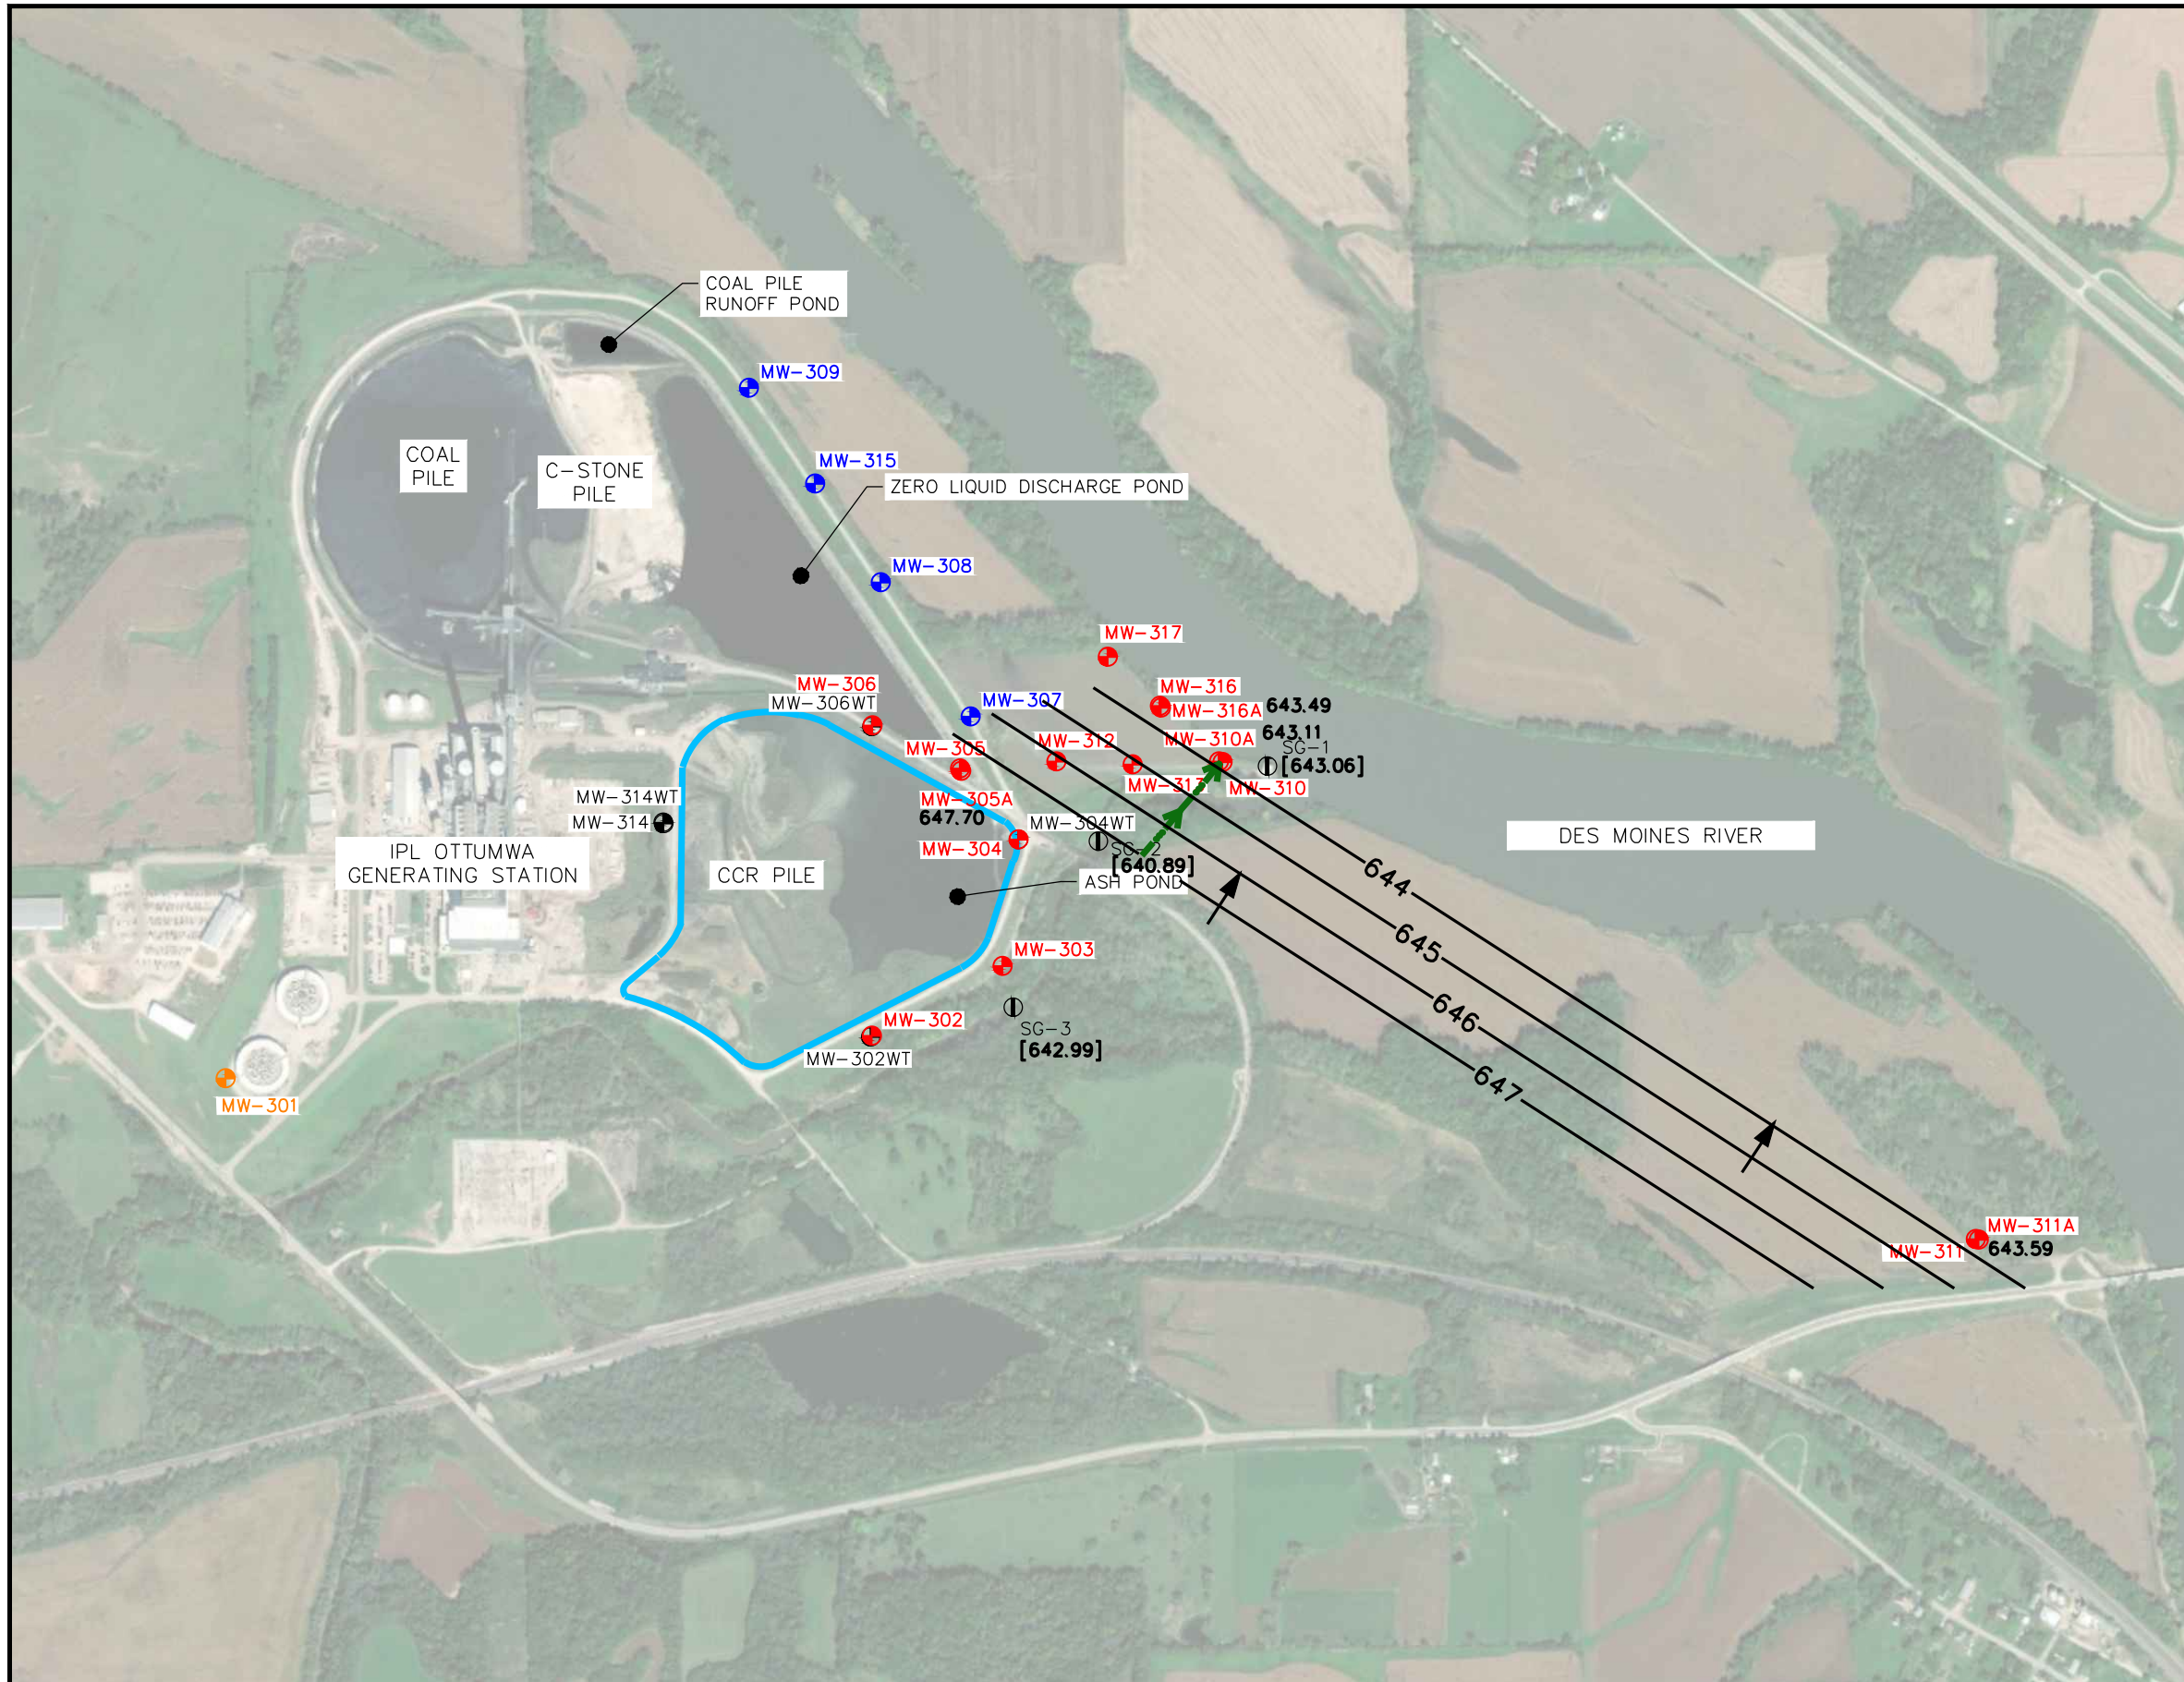 COAL PILE
RUNOFF POND
MW-309
COAL
PILE
C-STONE
PILE
MW-315
ZERO LIQUID DISCHARGE POND
MW-308
MW-317
MW-306
MW-306WT
MW-307
MW-316
MW-316A
643.49
643.11
MW-305
MW-312
MW-310A
SG-1
[643.06]
MW-310
MW-305A
647.70
MW-314WT
MW-314
MW-304WT
MW-304
SG-2
[640.89]
IPL OTTUMWA
GENERATING STATION
CCR PILE
ASH POND
DES MOINES RIVER
644
645
646
647
MW-303
SG-3
[642.99]
MW-302
MW-302WT
MW-301
MW-311A
MW-311
643.59